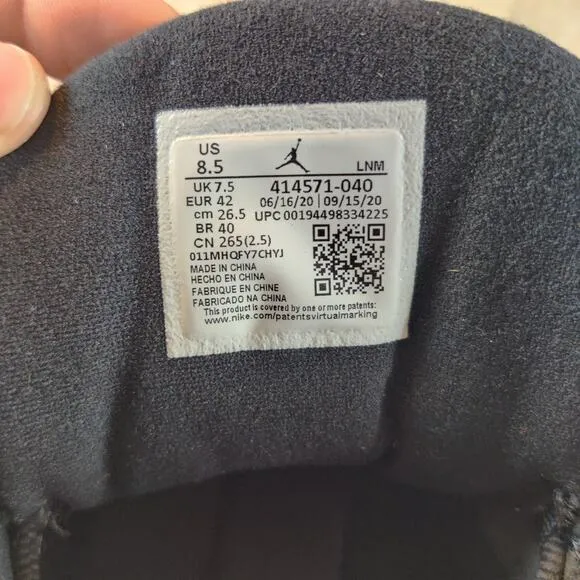 US
8.5
LNM
UK 7.5
414571-040
EUR 42
06/16/20 | 09/15/20
cm 26.5
UPC 00194498334225
BR 40
CN 265(2.5)
011MHQFY7CHYJ
MADE IN CHINA
HECHO EN CHINA
FABRIQUE EN CHINE
FABRICADO NA CHINA
This product is covered by one or more patents:
www.nike.com/patentsvirtualmarking